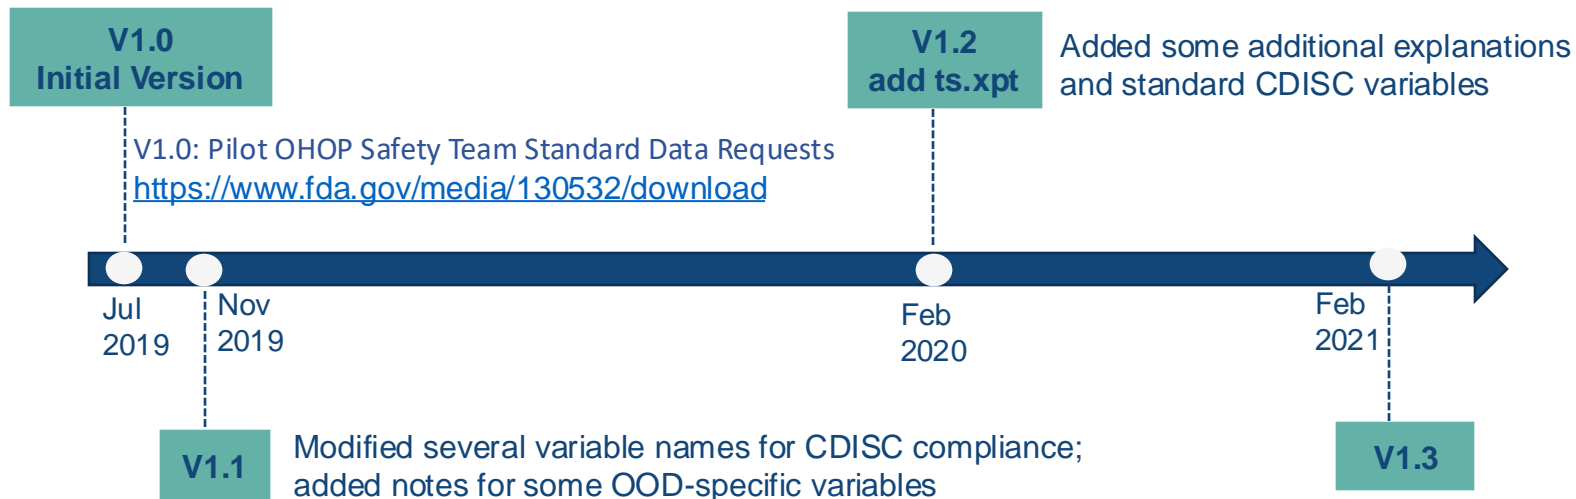 V1.0
Initial Version
V1.2
add ts.xpt
Added some additional explanations
and standard CDISC variables
V1.0: Pilot OHOP Safety Team Standard Data Requests
https://www.fda.gov/media/130532/download
Jul
2019
Nov
2019
Feb
2020
Feb
2021
V1.1
Modified several variable names for CDISC compliance;
added notes for some OOD-specific variables
V1.3